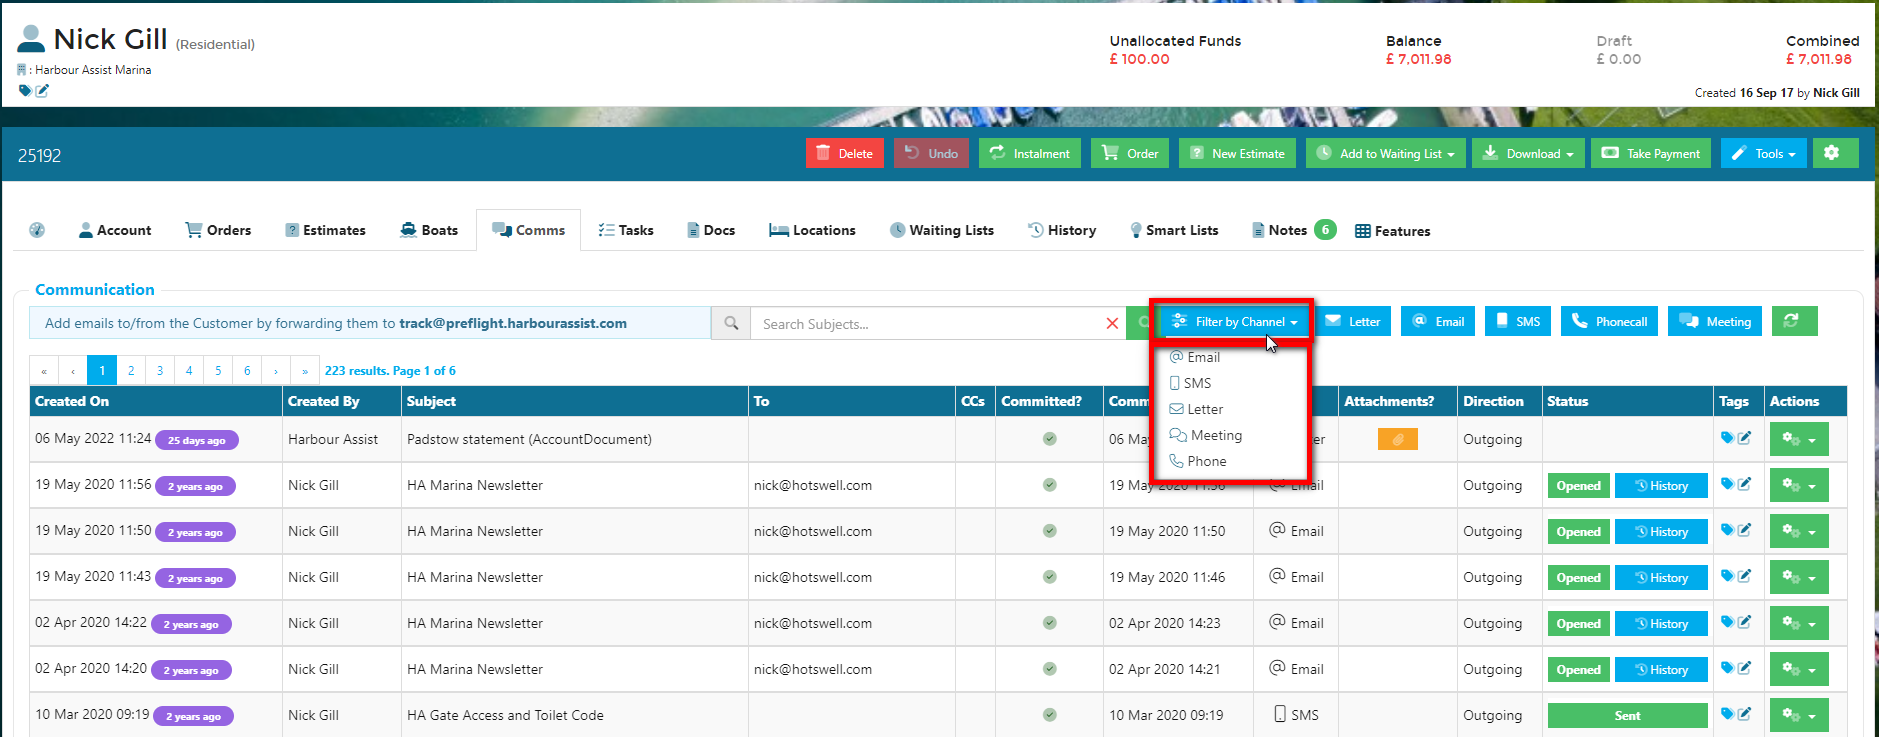 Nick Gill (Residential)
: Harbour Assist Marina
Unallocated Funds
£ 100.00
Balance
£ 7,011.98
Draft
£ 0.00
Combined
£ 7,011.98
Created 16 Sep 17 by Nick Gill
25192
Delete Undo Instalment Order New Estimate Add to Waiting List Download Take Payment Tools
Account Orders Estimates Boats Comms Tasks Docs Locations Waiting Lists History Smart Lists Notes 6 Features
Communication
Add emails to/from the Customer by forwarding them to track@preflight.harbourassist.com Search Subjects... Filter by Channel Letter Email SMS Phonecall Meeting
Email
SMS
Letter
Meeting
Phone
« ‹ 1 2 3 4 5 6 › » 223 results. Page 1 of 6
Created On Created By Subject To CCs Committed? Attachments? Direction Status Tags Actions
06 May 2022 11:24 25 days ago Harbour Assist Padstow statement (AccountDocument) 06 Outgoing
19 May 2020 11:56 2 years ago Nick Gill HA Marina Newsletter nick@hotswell.com 19 May 2020 11:56 Email Outgoing Opened History
19 May 2020 11:50 2 years ago Nick Gill HA Marina Newsletter nick@hotswell.com 19 May 2020 11:50 Email Outgoing Opened History
19 May 2020 11:43 2 years ago Nick Gill HA Marina Newsletter nick@hotswell.com 19 May 2020 11:46 Email Outgoing Opened History
02 Apr 2020 14:22 2 years ago Nick Gill HA Marina Newsletter nick@hotswell.com 02 Apr 2020 14:23 Email Outgoing Opened History
02 Apr 2020 14:20 2 years ago Nick Gill HA Marina Newsletter nick@hotswell.com 02 Apr 2020 14:21 Email Outgoing Opened History
10 Mar 2020 09:19 2 years ago Nick Gill HA Gate Access and Toilet Code 10 Mar 2020 09:19 SMS Outgoing Sent